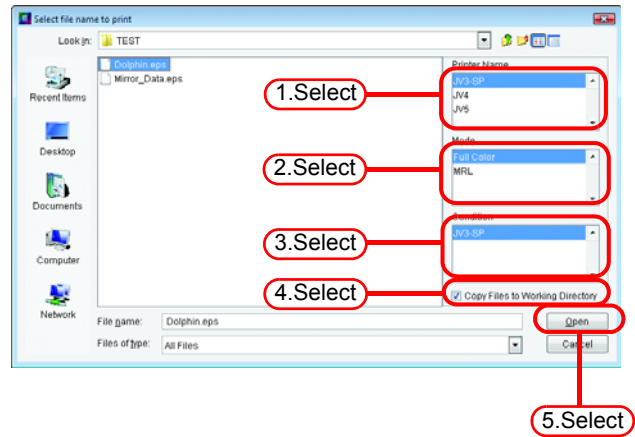 Select file name to print
Look in: TEST
Recent Items
Desktop
Documents
Computer
Network
Dolphin.eps
Mirror_Data.eps
Printer Name
JV3-SP
JV4
JV5
1.Select
Mode
Full Color
MRL
2.Select
Condition
JV3-SP
3.Select
4.Select
Copy Files to Working Directory
File name: Dolphin.eps
Open
Files of type: All Files
Cancel
5.Select